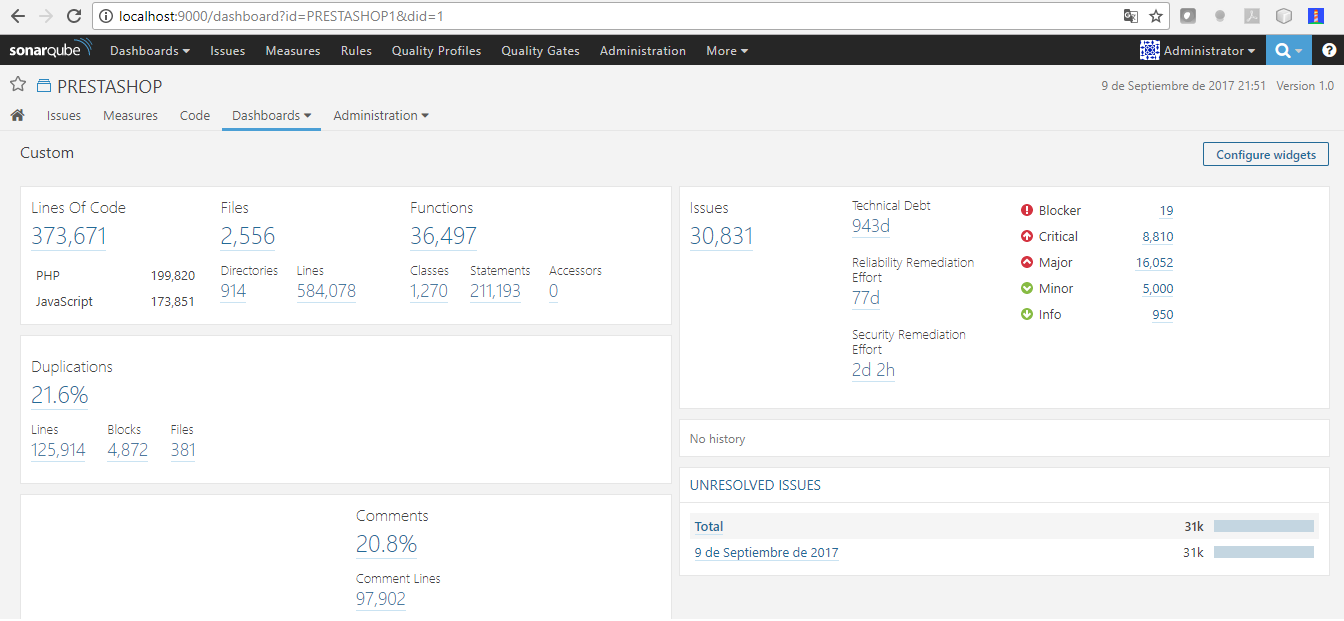 localhost:9000/dashboard?id=PRESTASHOP1&did=1
sonarqube Dashboards Issues Measures Rules Quality Profiles Quality Gates Administration More Administrator ?
PRESTASHOP 9 de Septiembre de 2017 21:51 Version 1.0
Issues Measures Code Dashboards Administration
Custom Configure widgets
Lines Of Code Files Functions
373,671 2,556 36,497
Directories Lines Classes Statements Accessors
PHP 199,820
914 584,078 1,270 211,193 0
JavaScript 173,851
Duplications
21.6%
Lines Blocks Files
125,914 4,872 381
Comments
20.8%
Comment Lines
97,902
Issues
30,831
Technical Debt
943d
Reliability Remediation
Effort
77d
Security Remediation
Effort
2d 2h
Blocker 19
Critical 8,810
Major 16,052
Minor 5,000
Info 950
No history
UNRESOLVED ISSUES
Total 31k
9 de Septiembre de 2017 31k